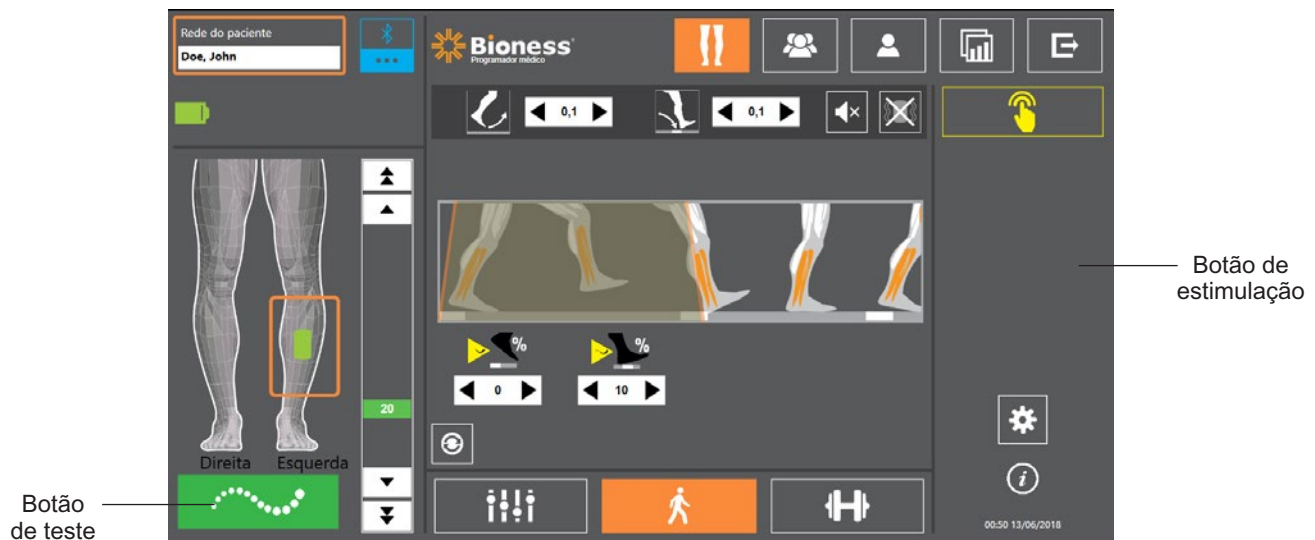 Rede do paciente
Doe, John
Bioness
Programador médico
0,1
0,1
%
%
0
10
20
Direita
Esquerda
00:50 13/06/2018
Botão
de teste
Botão de
estimulação